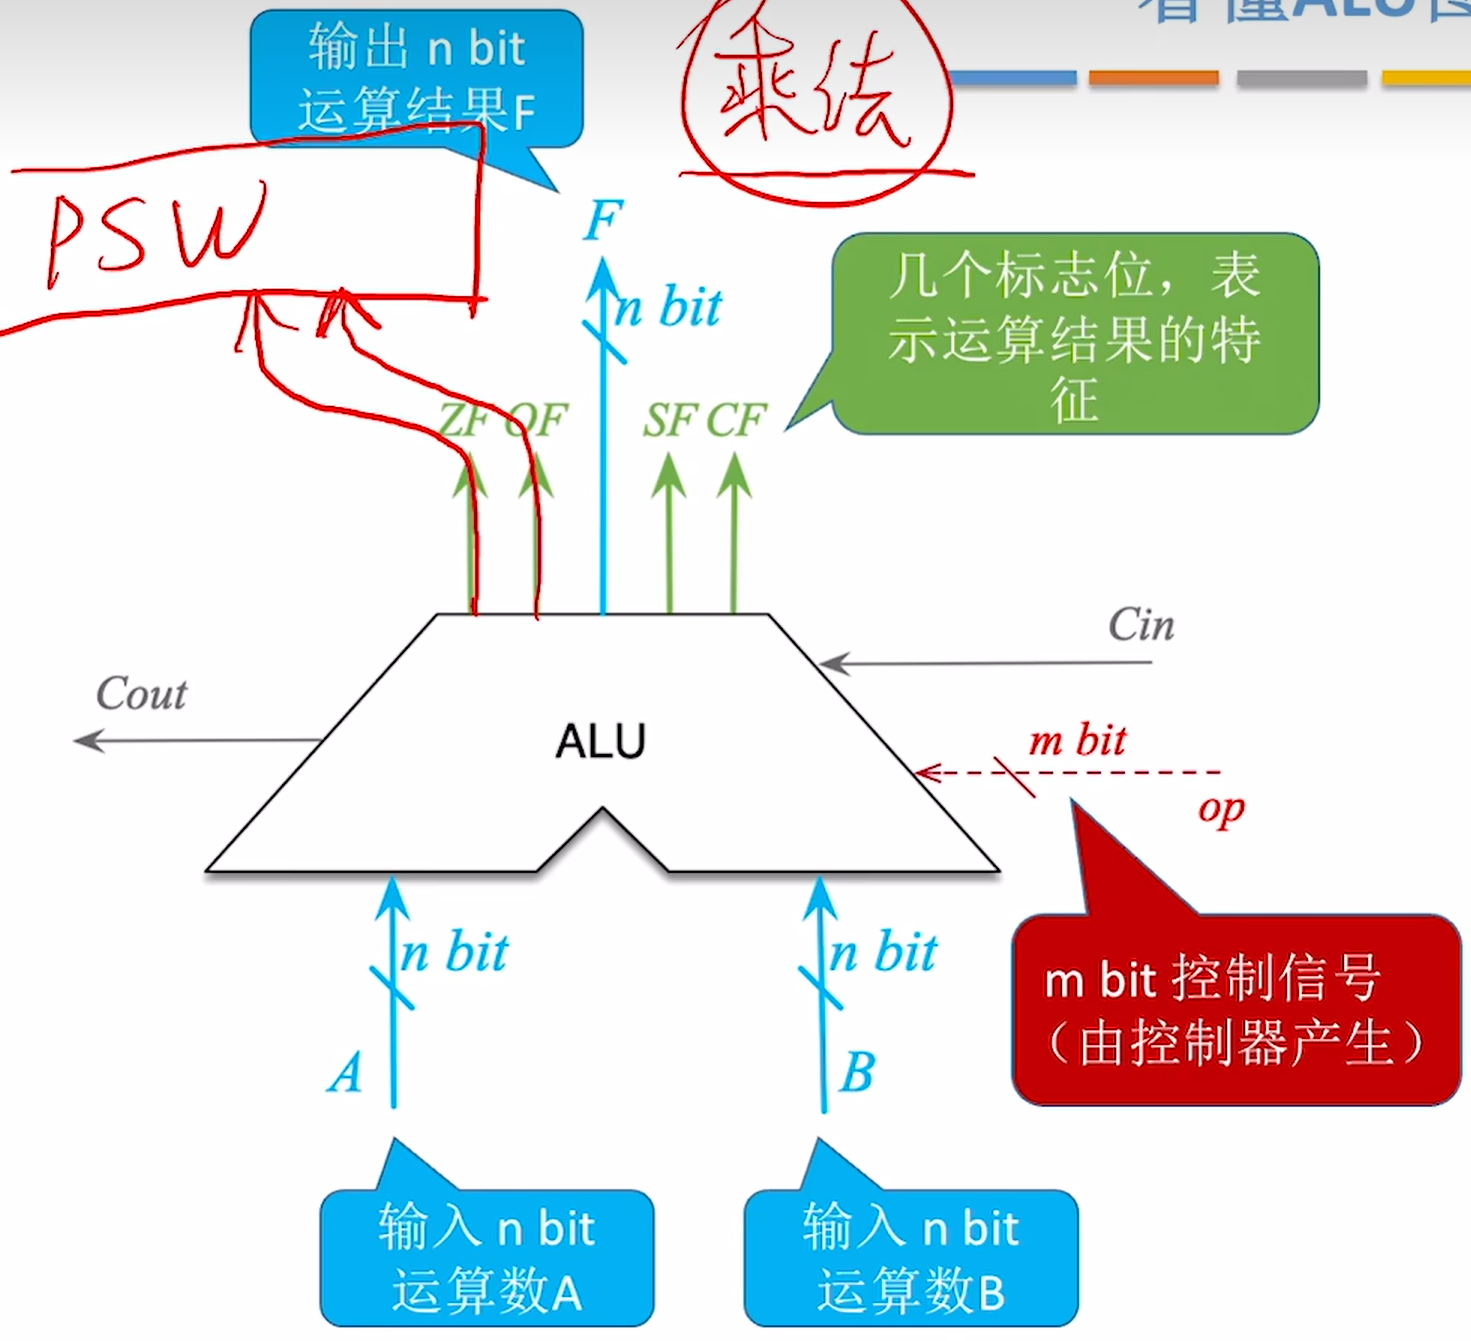 看懂ALU图
输出 n bit
运算结果F
乘法
PSW
F
n bit
几个标志位，表
示运算结果的特
征
ZF OF SF CF
Cin
Cout
ALU
m bit
op
n bit
n bit
m bit 控制信号
（由控制器产生）
A
B
输入 n bit
运算数A
输入 n bit
运算数B